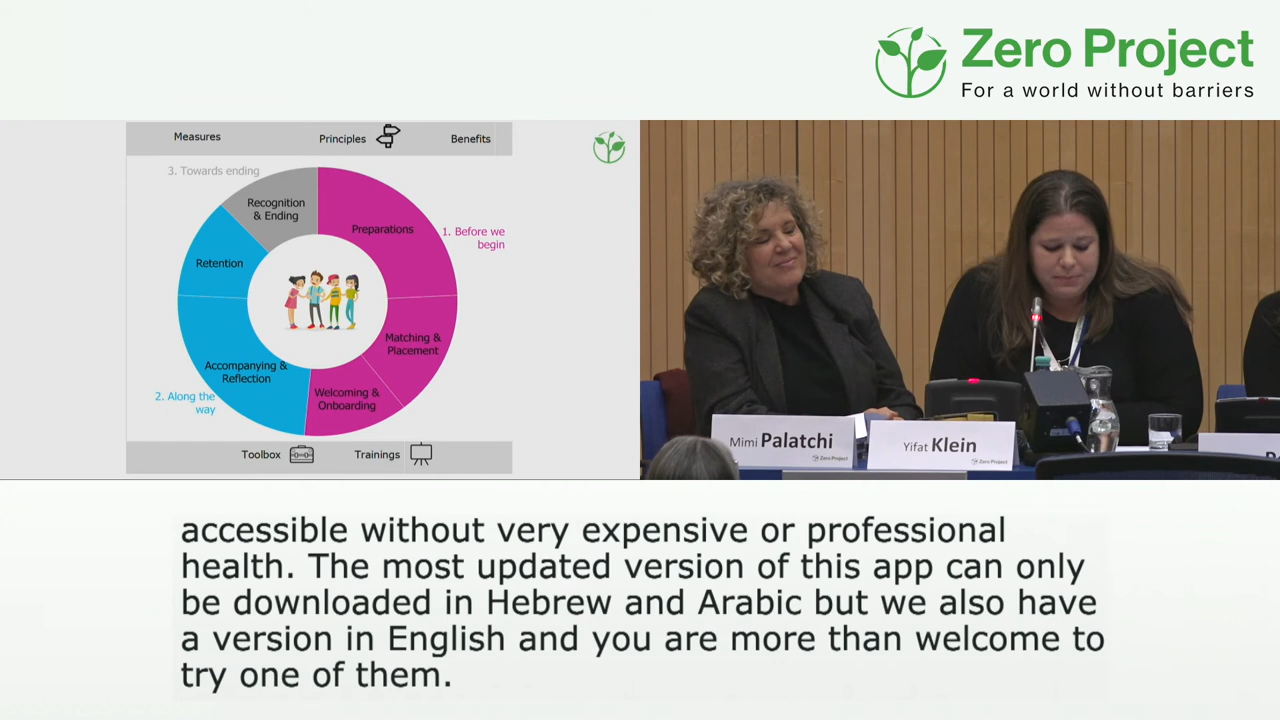 Zero Project
For a world without barriers
Measures
Principles
Benefits
3. Towards ending
Recognition
& Ending
Preparations
1. Before we
begin
Retention
Matching &
Placement
Accompanying &
Reflection
Welcoming &
Onboarding
2. Along the
way
Toolbox
Trainings
Mimi Palatchi
Zero Project
Yifat Klein
Zero Project
accessible without very expensive or professional
health. The most updated version of this app can only
be downloaded in Hebrew and Arabic but we also have
a version in English and you are more than welcome to
try one of them.